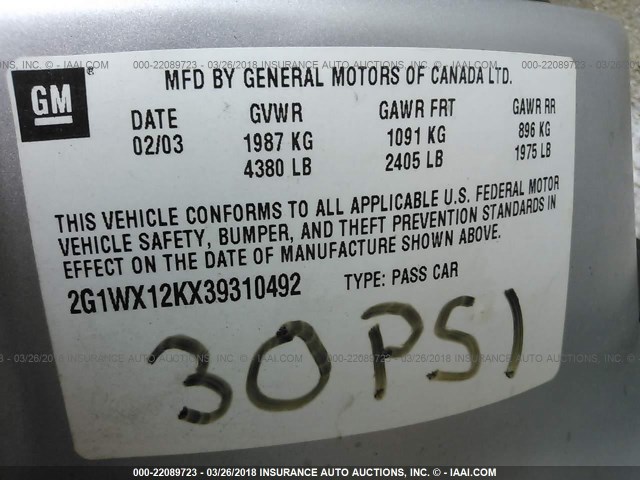 000-22089723 - 03/26/2018 INSURANCE AUTO AUCTIONS, INC. - © IAAI.COM
GM
®
MFD BY GENERAL MOTORS OF CANADA LTD.
DATE GVWR GAWR FRT GAWR RR
02/03 1987 KG 1091 KG 896 KG
4380 LB 2405 LB 1975 LB
THIS VEHICLE CONFORMS TO ALL APPLICABLE U.S. FEDERAL MOTOR
VEHICLE SAFETY, BUMPER, AND THEFT PREVENTION STANDARDS IN
EFFECT ON THE DATE OF MANUFACTURE SHOWN ABOVE.
2G1WX12KX39310492 TYPE: PASS CAR
30 PSI
000-22089723 - 03/26/2018 INSURANCE AUTO AUCTIONS, INC. - © IAAI.COM